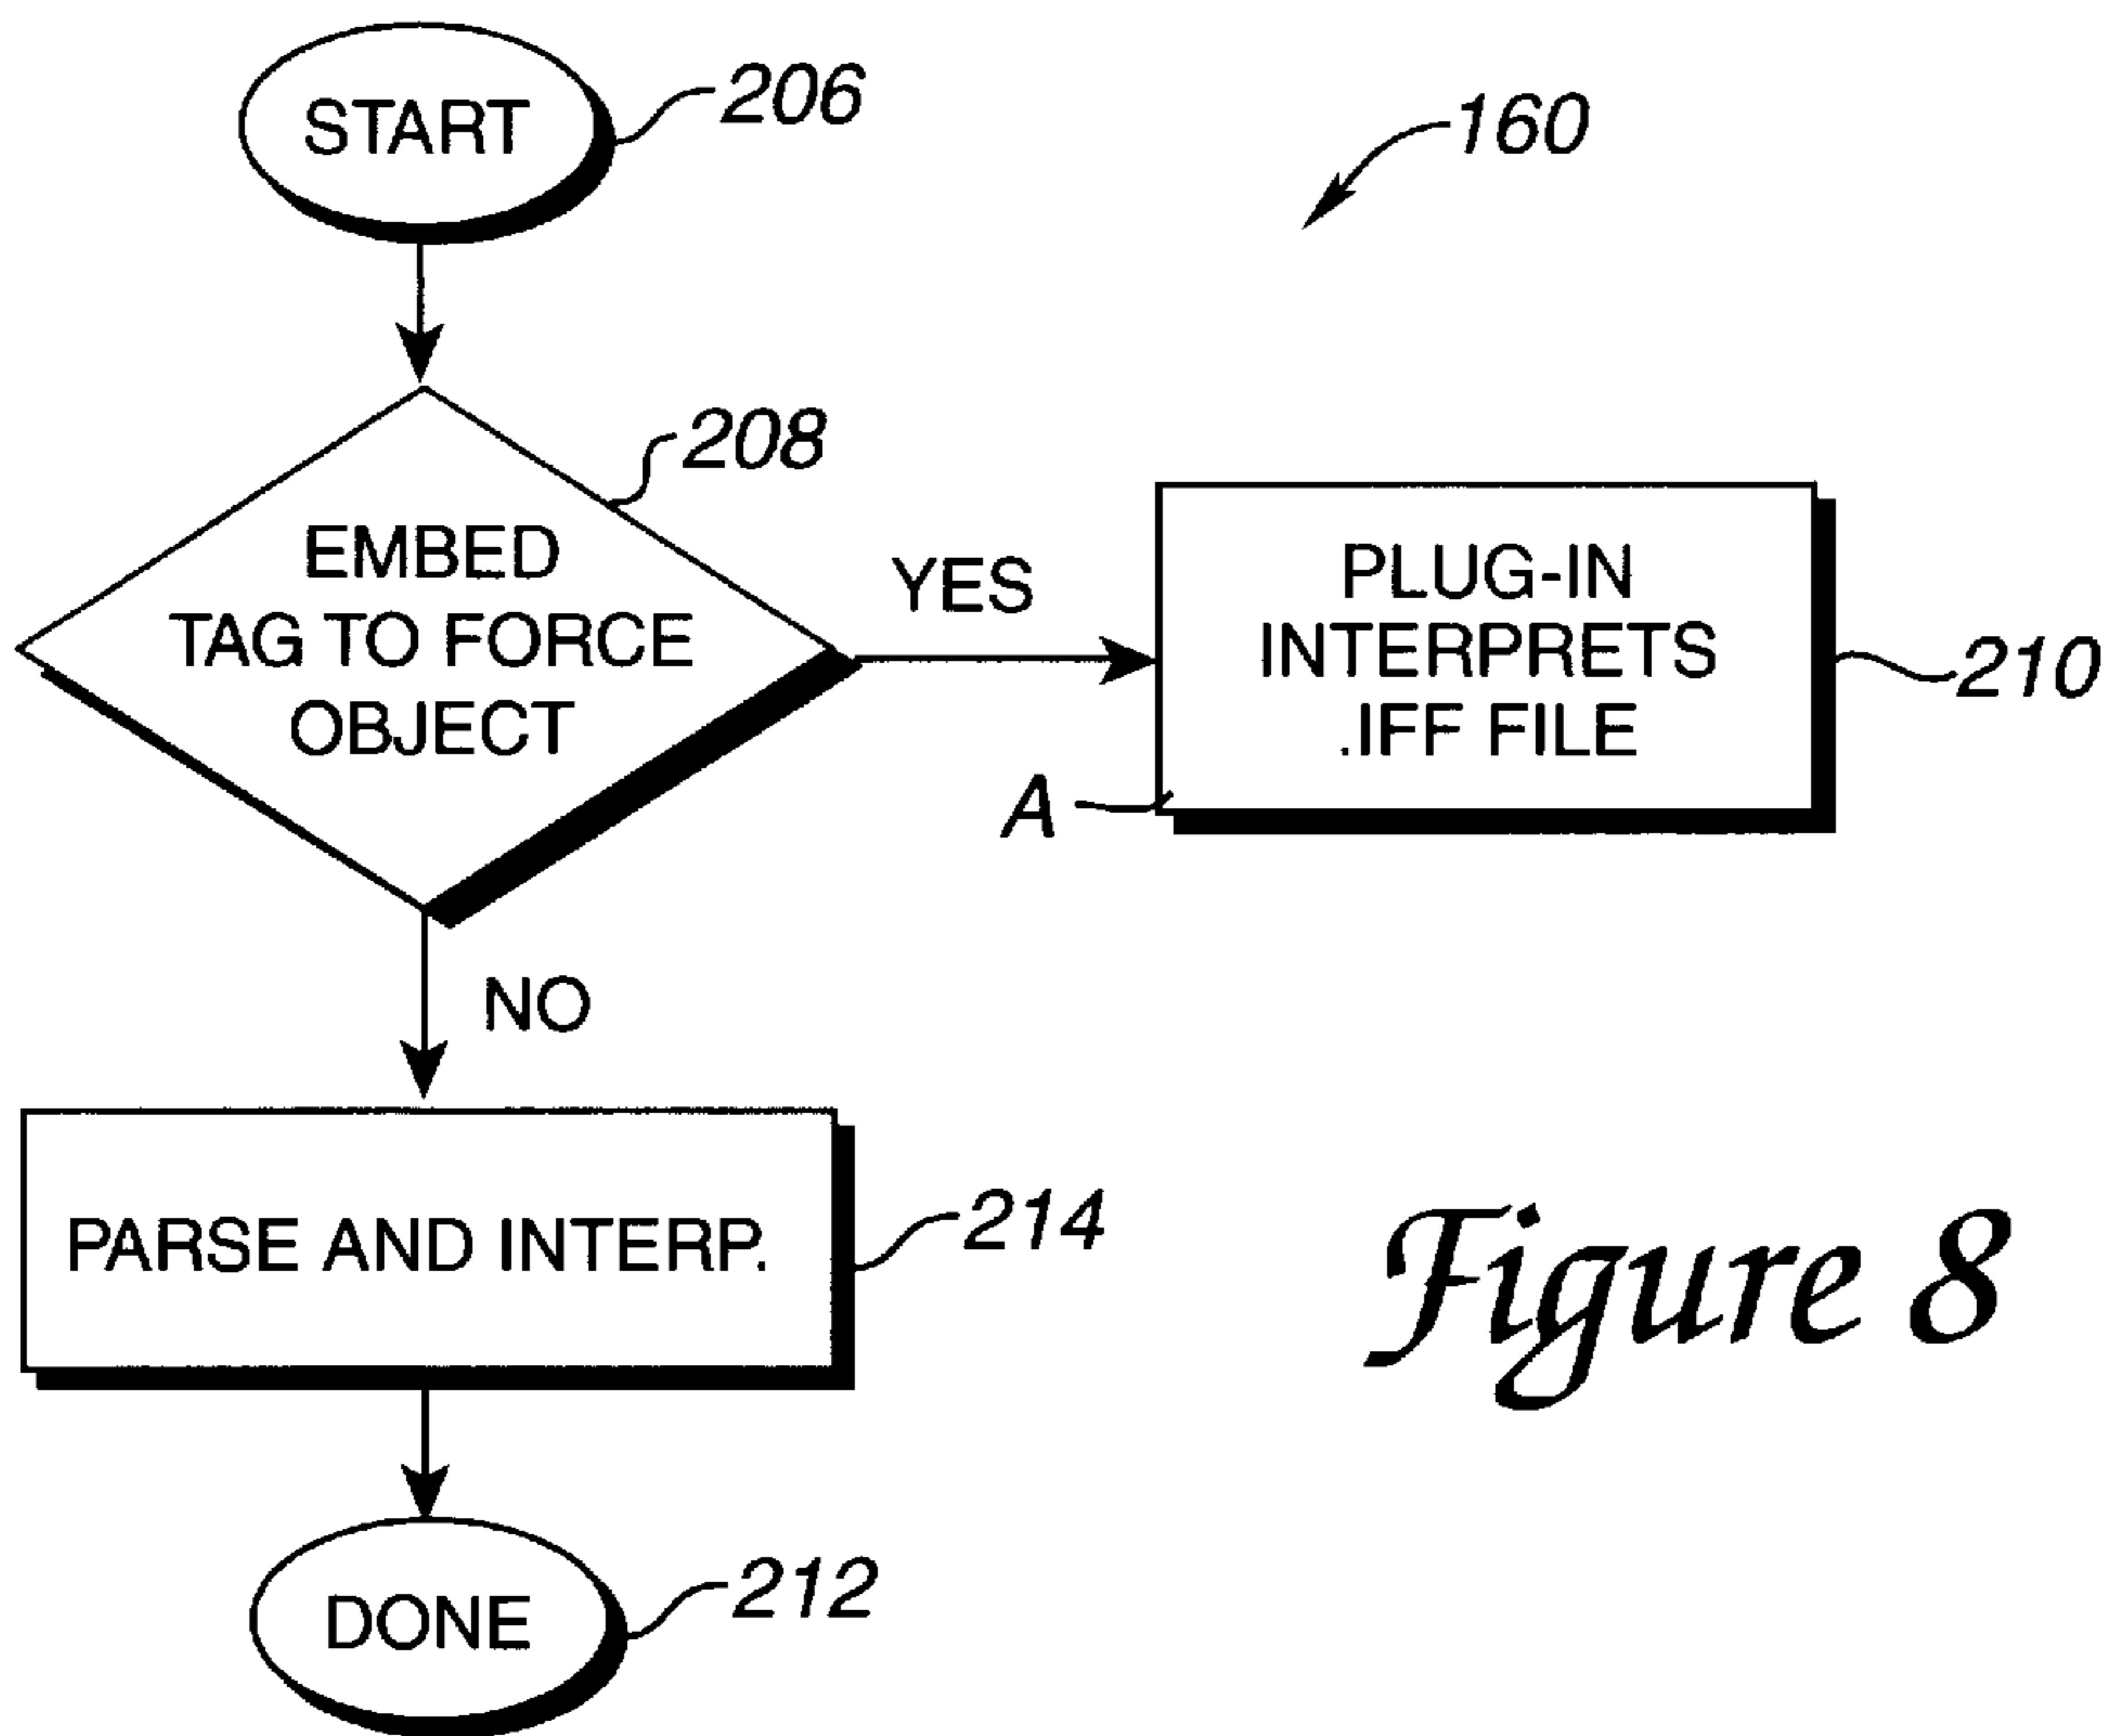 START
206
160
208
EMBED
TAG TO FORCE
OBJECT
YES
PLUG-IN
INTERPRETS
.IFF FILE
210
A
NO
PARSE AND INTERP.
214
Figure 8
DONE
212